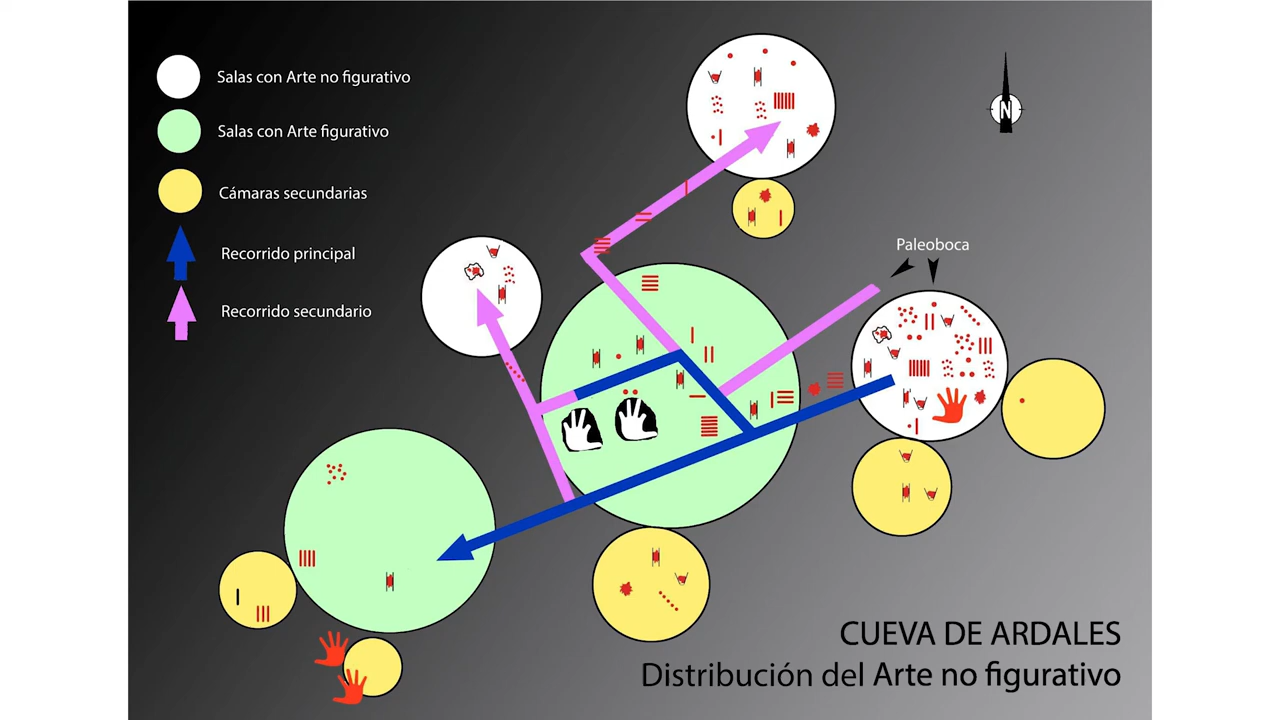 Salas con Arte no figurativo
Salas con Arte figurativo
Cámaras secundarias
Recorrido principal
Recorrido secundario
N
Paleoboca
CUEVA DE ARDALES
Distribución del Arte no figurativo